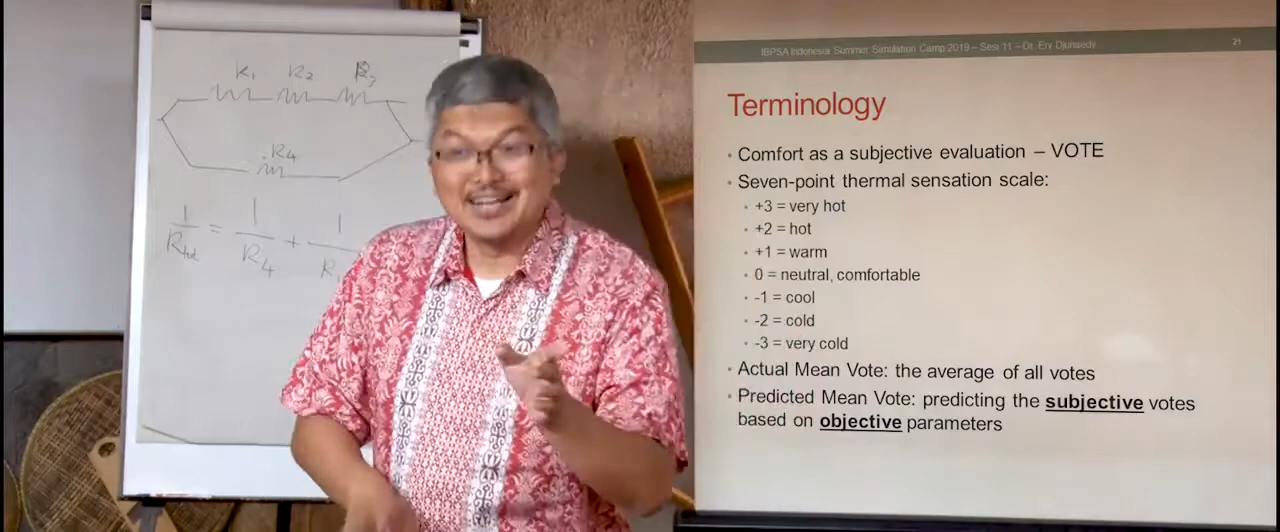 R₁ R₂ R₃
R₄
1/R = 1/R₄ + 1/R
IBPSA Indonesia Summer Simulation Camp 2019 – Sesi 11 – Dr. Ery Djunaedy
21
Terminology
• Comfort as a subjective evaluation – VOTE
• Seven-point thermal sensation scale:
• +3 = very hot
• +2 = hot
• +1 = warm
• 0 = neutral, comfortable
• -1 = cool
• -2 = cold
• -3 = very cold
• Actual Mean Vote: the average of all votes
• Predicted Mean Vote: predicting the subjective votes
based on objective parameters